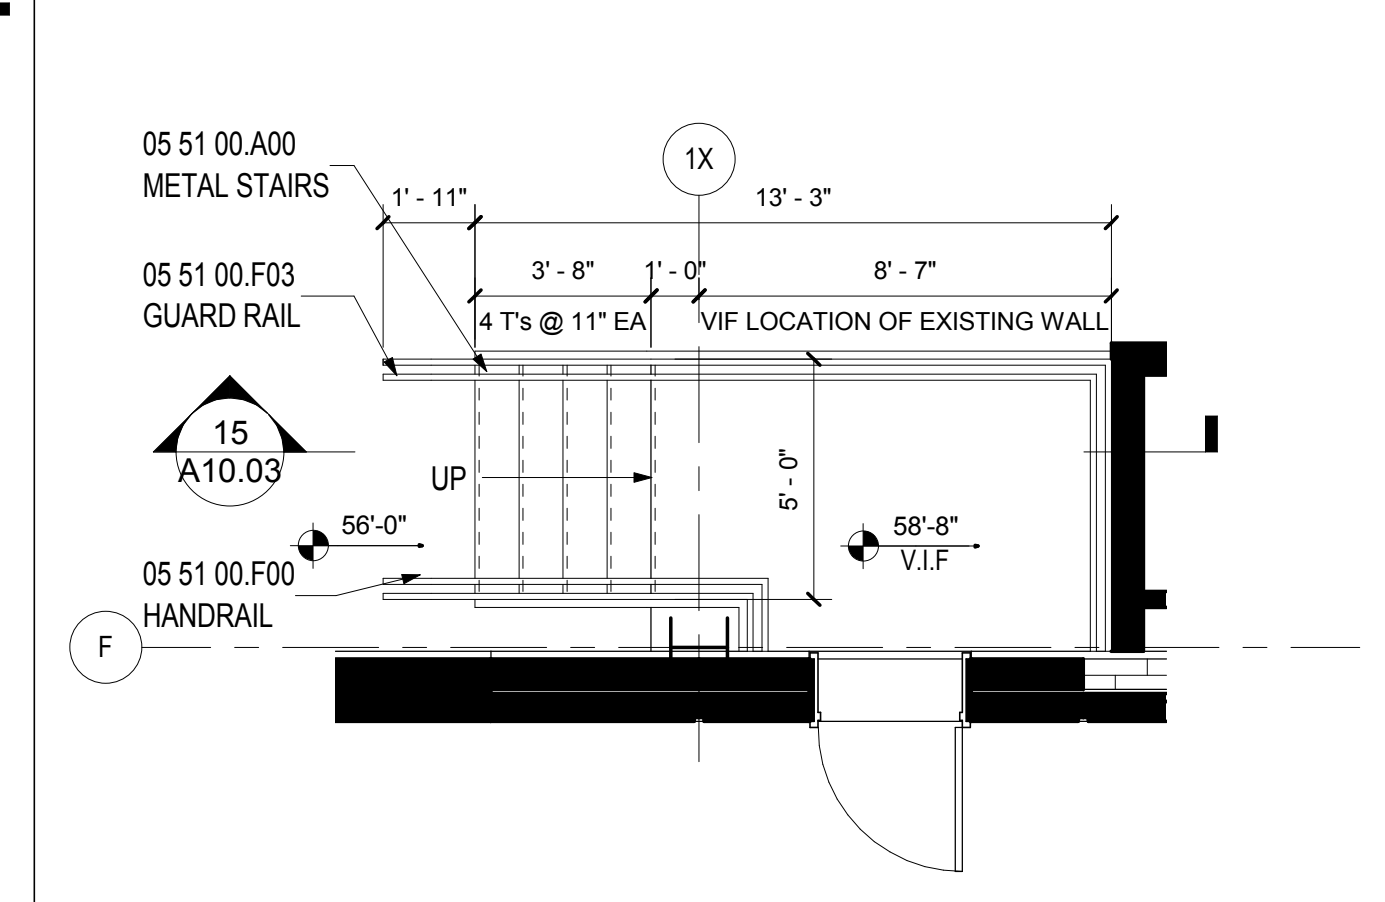 05 51 00.A00
METAL STAIRS
1X
1' - 11"
13' - 3"
05 51 00.F03
GUARD RAIL
3' - 8"
1' - 0"
8' - 7"
4 T's @ 11" EA
VIF LOCATION OF EXISTING WALL
15
A10.03
UP
5' - 0"
56'-0"
58'-8"
V.I.F
05 51 00.F00
HANDRAIL
F